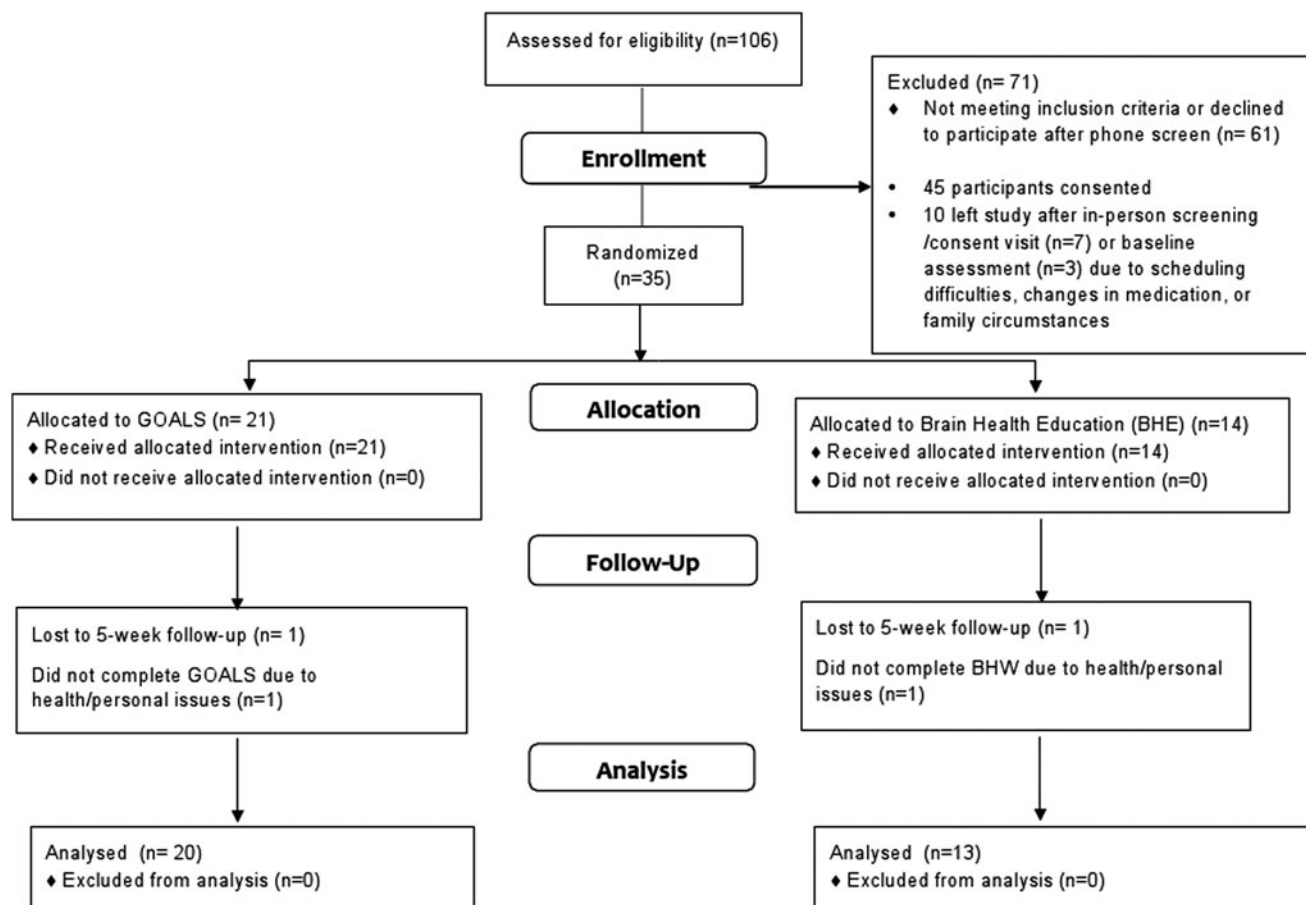 Assessed for eligibility (n=106)
Excluded (n= 71)
♦ Not meeting inclusion criteria or declined
to participate after phone screen (n= 61)
• 45 participants consented
• 10 left study after in-person screening
/consent visit (n=7) or baseline
assessment (n=3) due to scheduling
difficulties, changes in medication, or
family circumstances
Enrollment
Randomized
(n=35)
Allocation
Allocated to GOALS (n= 21)
♦ Received allocated intervention (n=21)
♦ Did not receive allocated intervention (n=0)
Allocated to Brain Health Education (BHE) (n=14)
♦ Received allocated intervention (n=14)
♦ Did not receive allocated intervention (n=0)
Follow-Up
Lost to 5-week follow-up (n= 1)
Did not complete GOALS due to
health/personal issues (n=1)
Lost to 5-week follow-up (n= 1)
Did not complete BHW due to health/personal
issues (n=1)
Analysis
Analysed (n= 20)
♦ Excluded from analysis (n=0)
Analysed (n=13)
♦ Excluded from analysis (n=0)